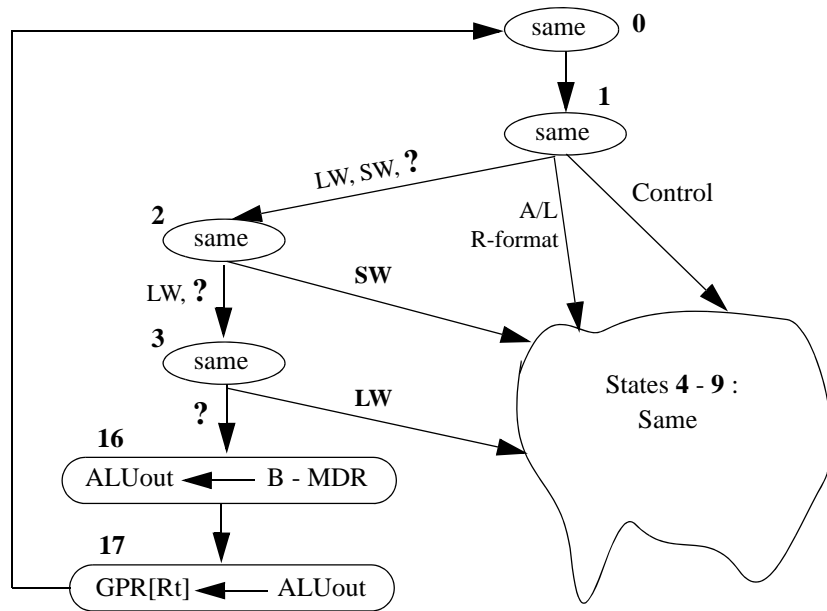 same 0
1
same
LW, SW, ?
Control
A/L
R-format
2
same
SW
LW, ?
3
same
LW
States 4 - 9 :
Same
?
16
ALUout B - MDR
17
GPR[Rt] ALUout